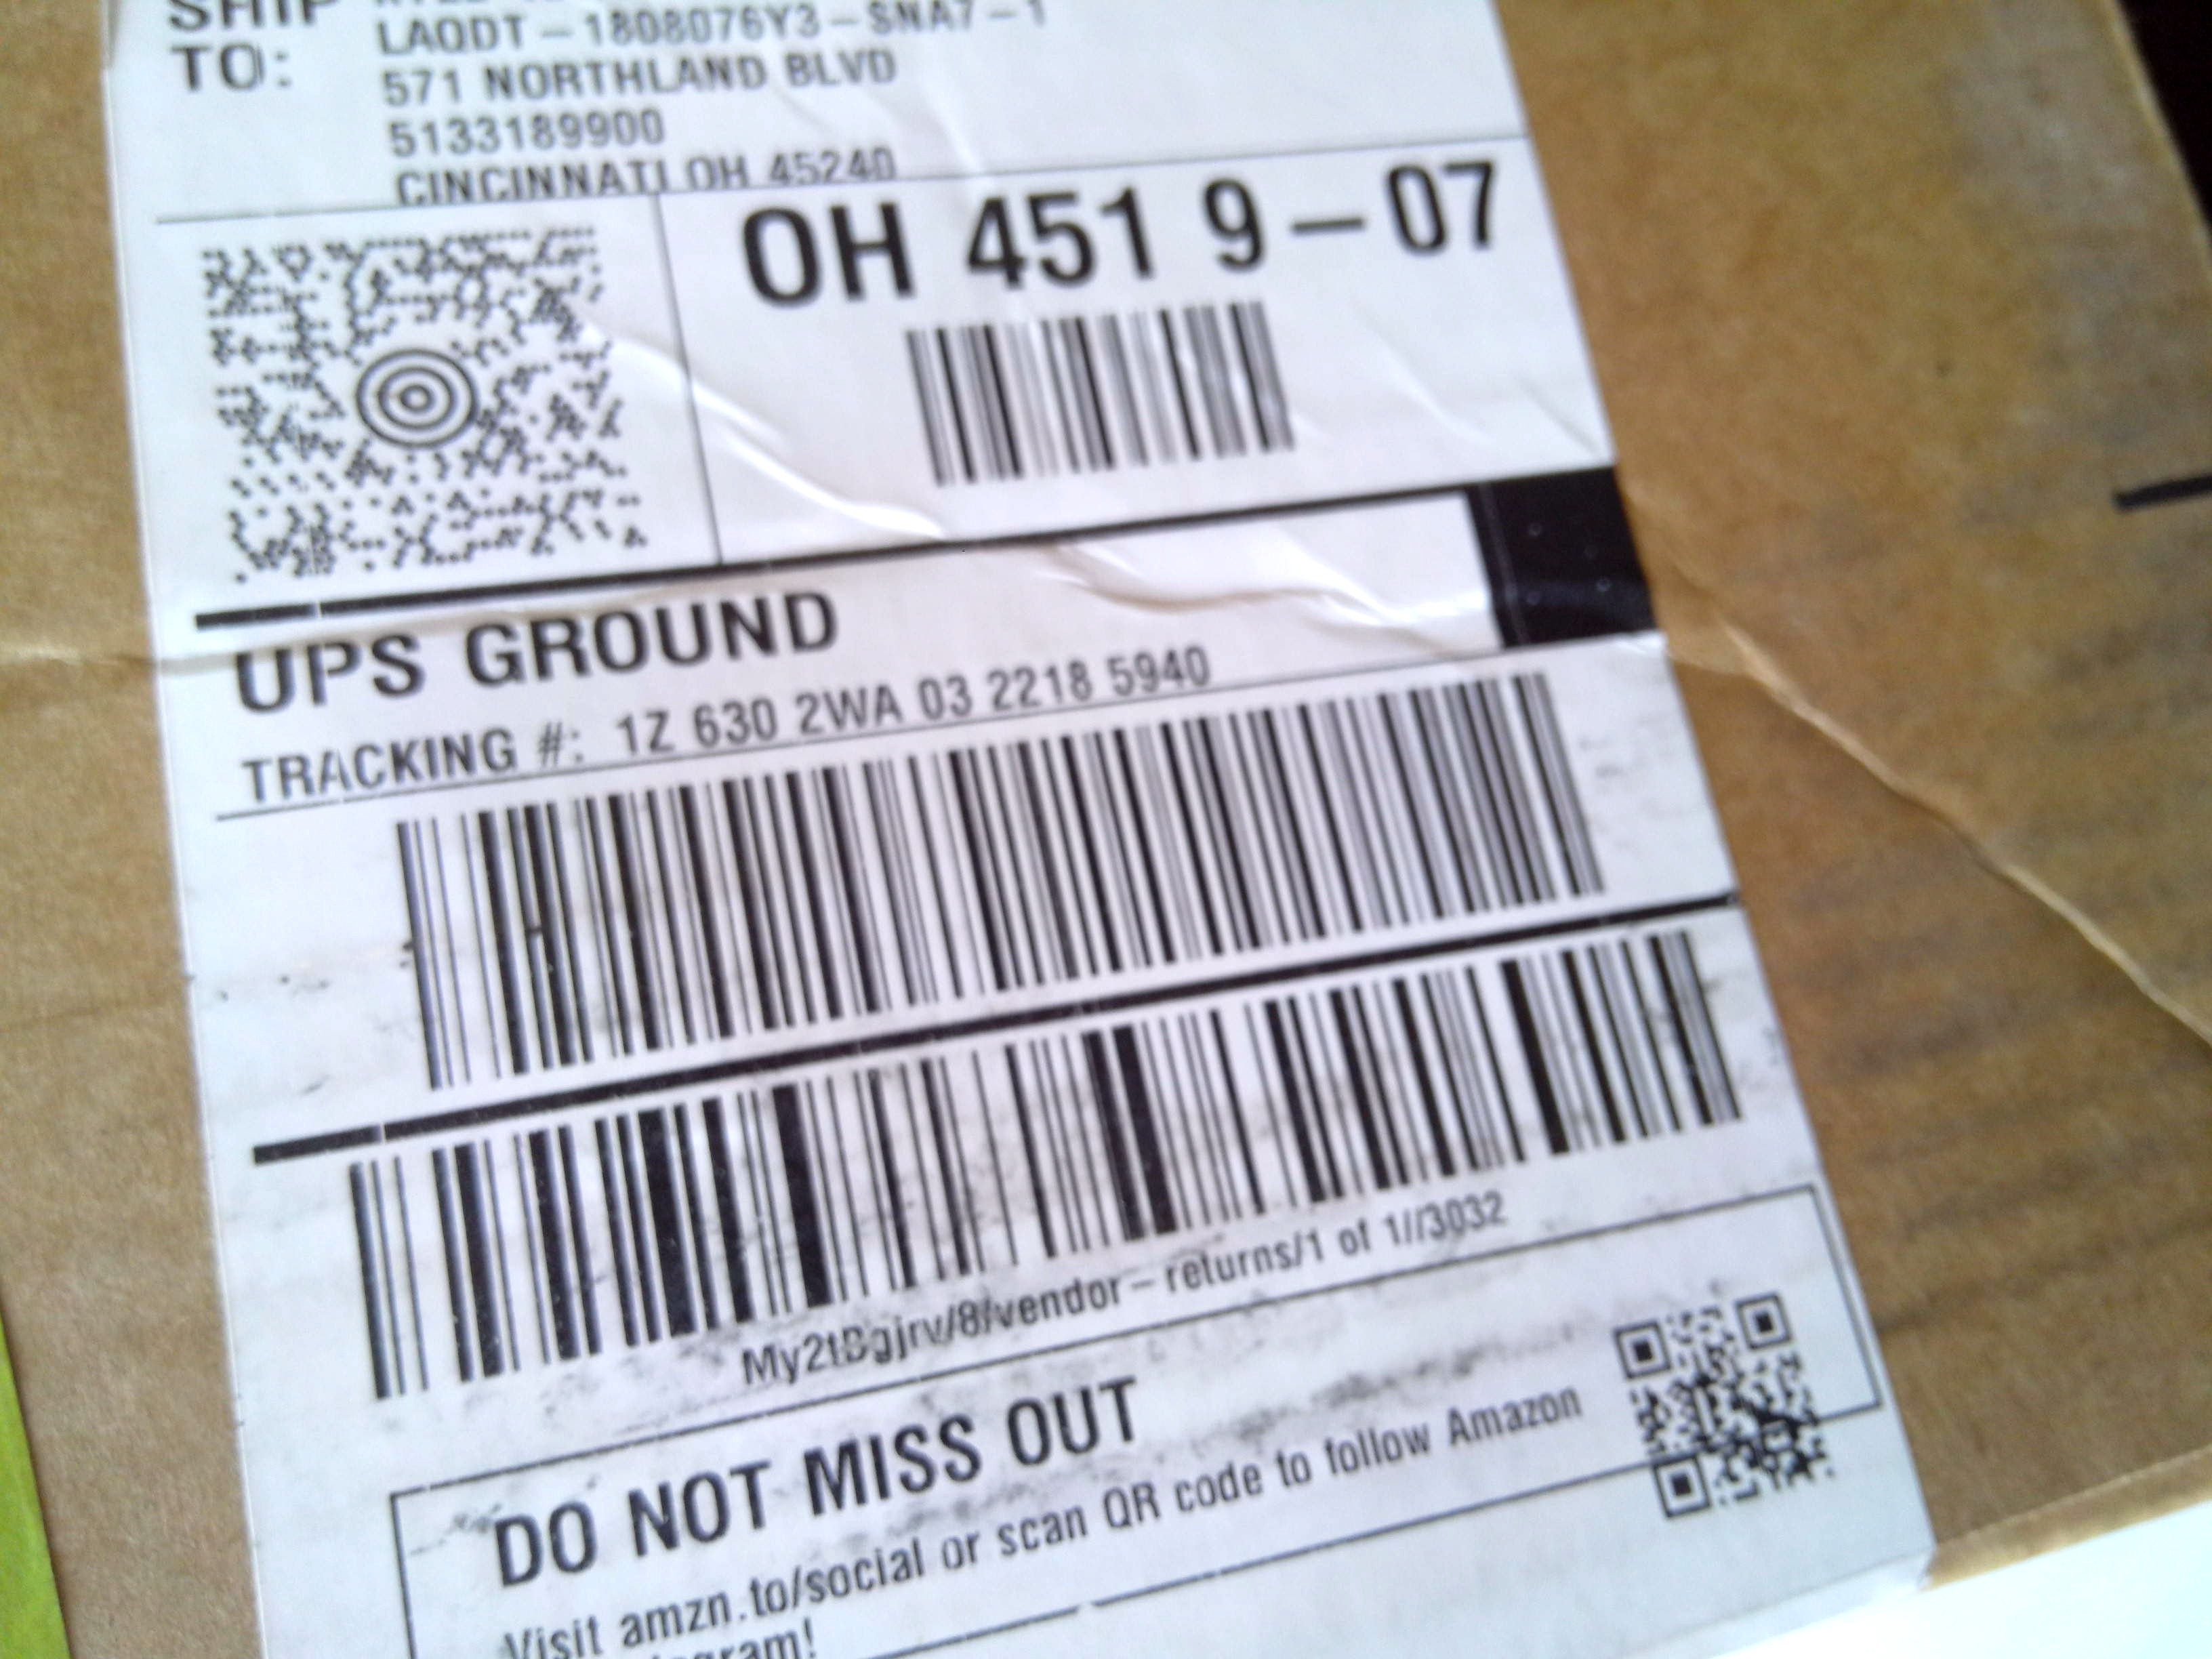 SHIP
TO:
LAQDT-1808076Y3-SNA7-1
571 NORTHLAND BLVD
5133189900
CINCINNATI OH 45240
OH 451 9-07
UPS GROUND
TRACKING #: 1Z 630 2WA 03 2218 5940
/8/vendor-returns/1 of 1//3032
DO NOT MISS OUT
Visit amzn.to/social or scan QR code to follow Amazon